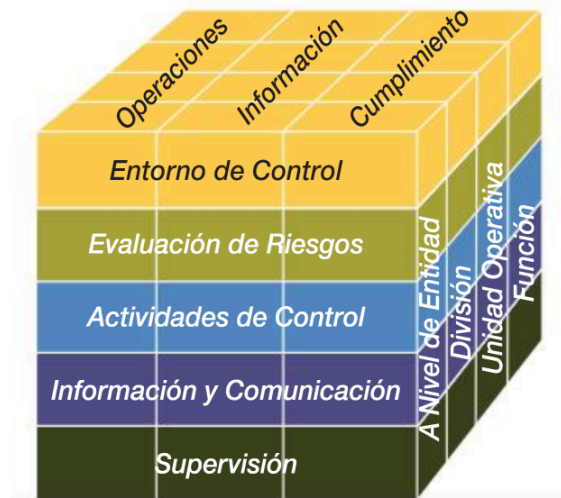 Operaciones
Información
Cumplimiento
Entorno de Control
Evaluación de Riesgos
Actividades de Control
Información y Comunicación
Supervisión
A Nivel de Entidad
División
Unidad Operativa
Función